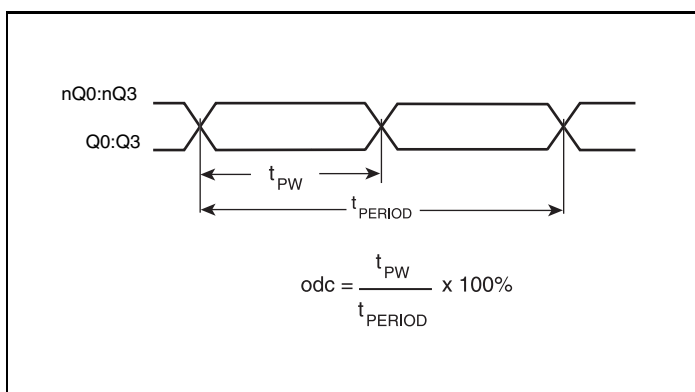 nQ0:nQ3
Q0:Q3
tPW
tPERIOD
odc = tPW / tPERIOD x 100%